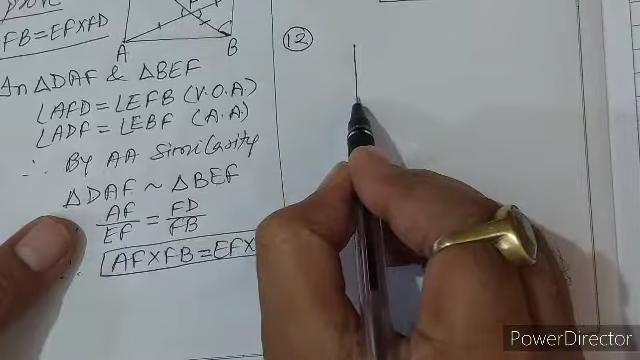 prove
FB=EF×FD
A
B
In ΔDAF & ΔBEF
∠AFD=∠EFB (V.O.A)
∠ADF=∠EBF (A.A)
∴ By AA Similarity
ΔDAF ~ ΔBEF
AF/EF = FD/FB
AF×FB=EF×
12
PowerDirector